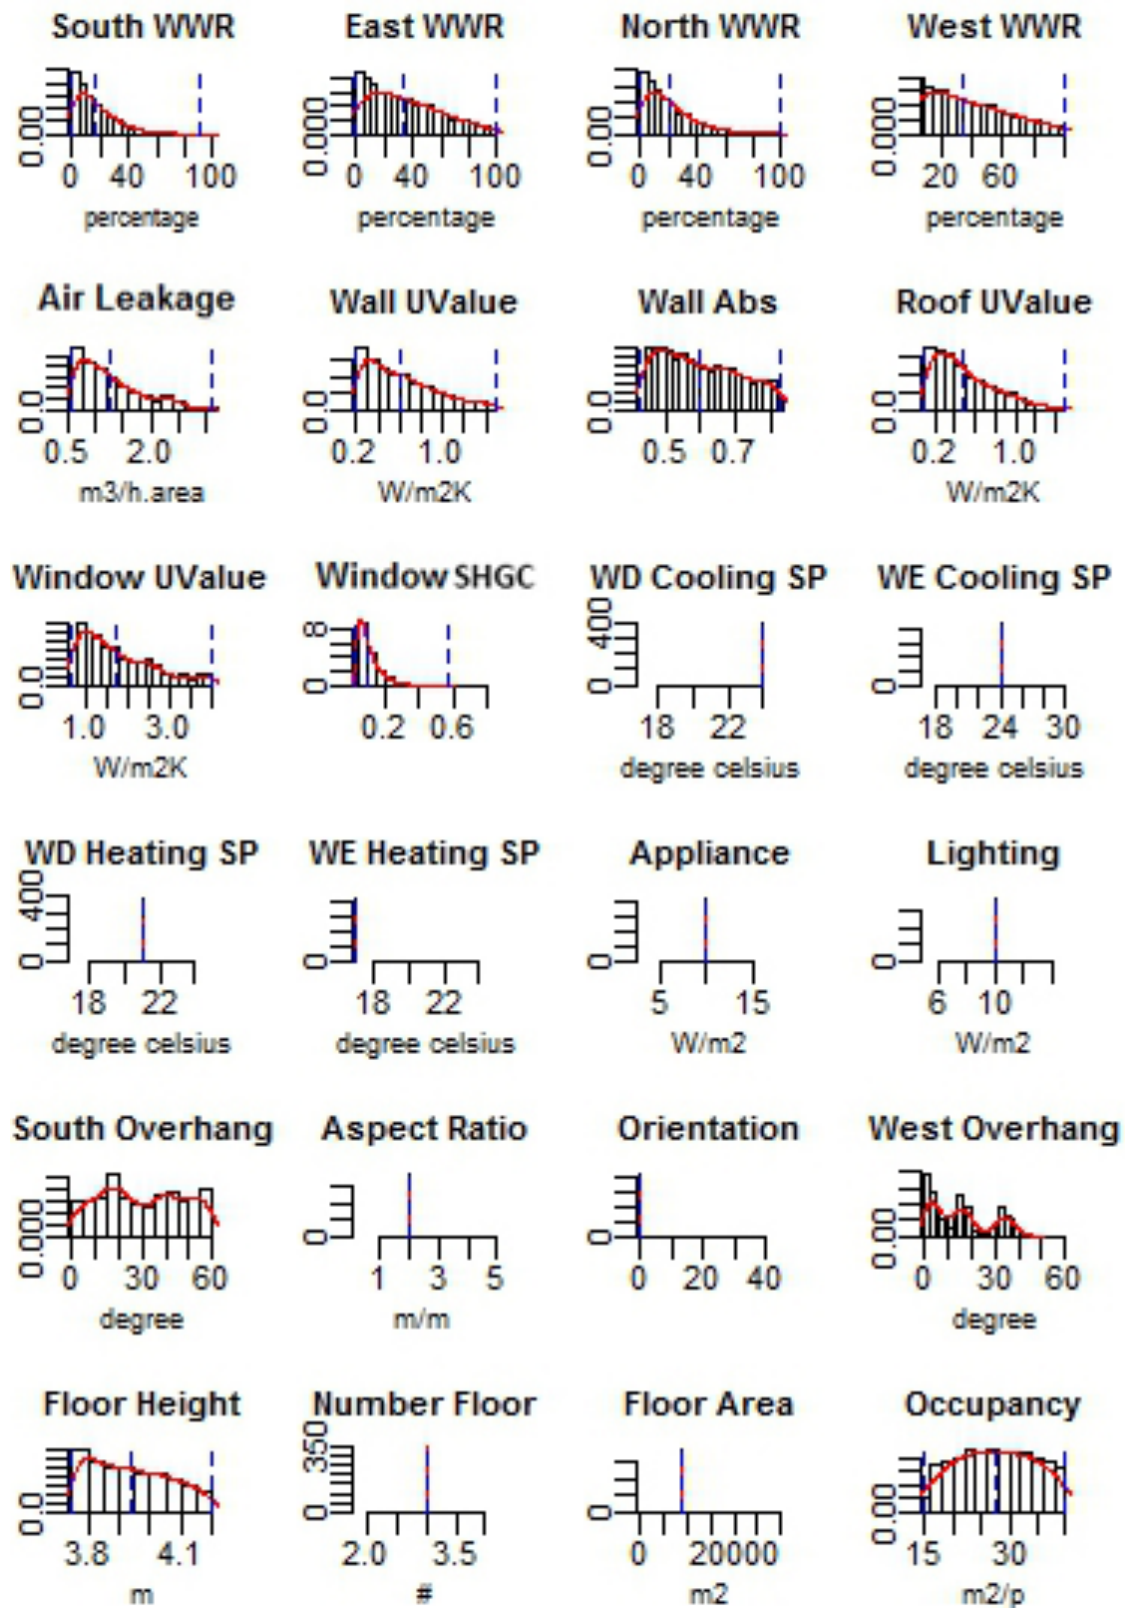 South WWR East WWR North WWR West WWR
0.00 0.000 0.00 0.000
0 40 100 0 40 100 0 40 100 20 60
percentage percentage percentage percentage
Air Leakage Wall UValue Wall Abs Roof UValue
0.0 0.0 0.0 0.0
0.5 2.0 0.2 1.0 0.5 0.7 0.2 1.0
m3/h.area W/m2K W/m2K
Window UValue Window SHGC WD Cooling SP WE Cooling SP
0.0 0 8 0 400 0
1.0 3.0 0.2 0.6 18 22 18 24 30
W/m2K degree celsius degree celsius
WD Heating SP WE Heating SP Appliance Lighting
0 400 0 0 0
18 22 18 22 5 15 6 10
degree celsius degree celsius W/m2 W/m2
South Overhang Aspect Ratio Orientation West Overhang
0.000 0 0 0.00
0 30 60 1 3 5 0 20 40 0 30 60
degree m/m degree
Floor Height Number Floor Floor Area Occupancy
0.0 0 350 0 0.00
3.8 4.1 2.0 3.5 0 20000 15 30
m # m2 m2/p